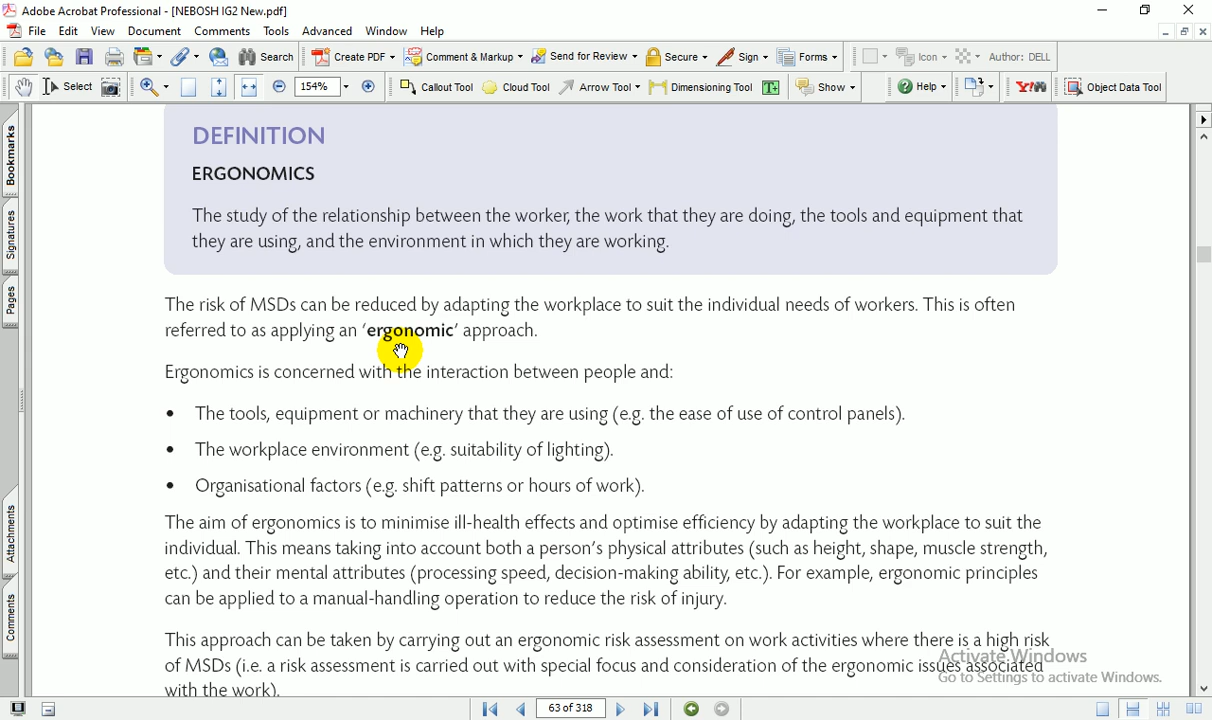 Adobe Acrobat Professional - [NEBOSH IG2 New.pdf]
File Edit View Document Comments Tools Advanced Window Help
Search Create PDF Comment & Markup Send for Review Secure Sign Forms Icon Author: DELL
Select 154% Callout Tool Cloud Tool Arrow Tool Dimensioning Tool Show Help Y! Object Data Tool
Bookmarks
Signatures
Pages
Attachments
Comments
DEFINITION
ERGONOMICS
The study of the relationship between the worker, the work that they are doing, the tools and equipment that
they are using, and the environment in which they are working.
The risk of MSDs can be reduced by adapting the workplace to suit the individual needs of workers. This is often
referred to as applying an ‘ergonomic’ approach.
Ergonomics is concerned with the interaction between people and:
• The tools, equipment or machinery that they are using (e.g. the ease of use of control panels).
• The workplace environment (e.g. suitability of lighting).
• Organisational factors (e.g. shift patterns or hours of work).
The aim of ergonomics is to minimise ill-health effects and optimise efficiency by adapting the workplace to suit the
individual. This means taking into account both a person’s physical attributes (such as height, shape, muscle strength,
etc.) and their mental attributes (processing speed, decision-making ability, etc.). For example, ergonomic principles
can be applied to a manual-handling operation to reduce the risk of injury.
This approach can be taken by carrying out an ergonomic risk assessment on work activities where there is a high risk
of MSDs (i.e. a risk assessment is carried out with special focus and consideration of the ergonomic issues associated
with the work).
Activate Windows
Go to Settings to activate Windows.
63 of 318